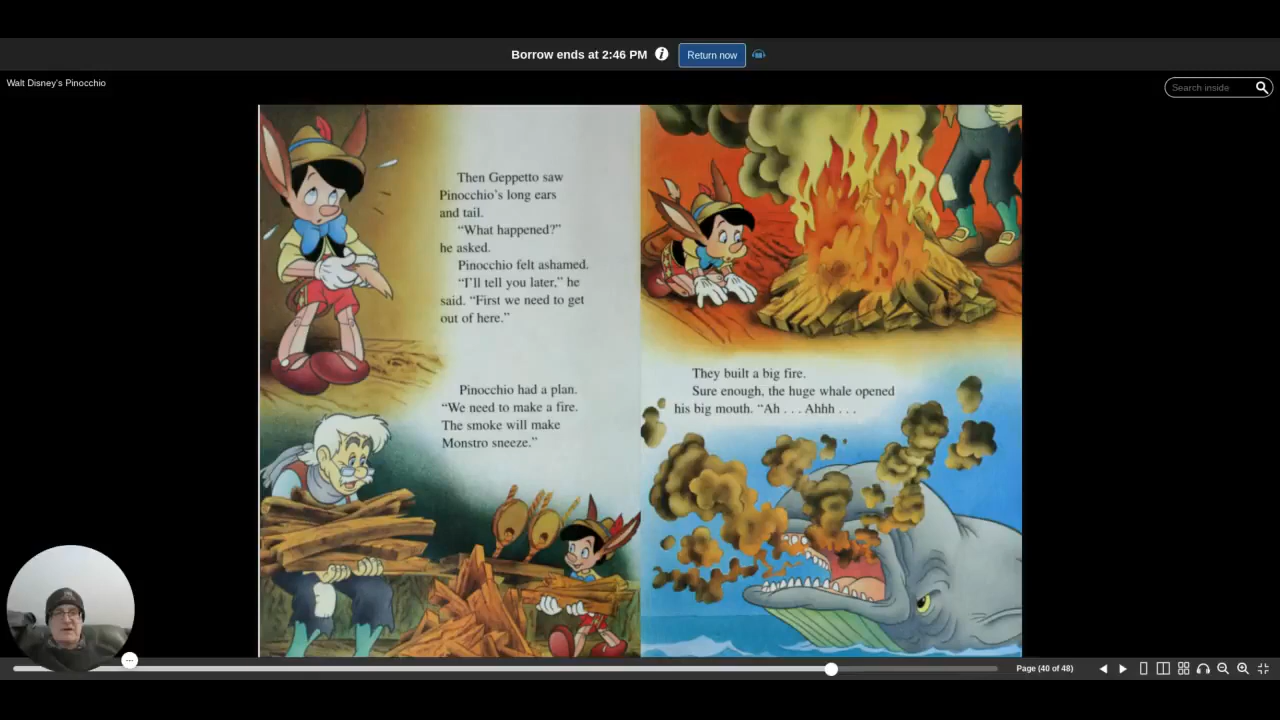 Borrow ends at 2:46 PM
Return now
Walt Disney's Pinocchio
Search inside
Then Geppetto saw
Pinocchio's long ears
and tail.
"What happened?"
he asked.
Pinocchio felt ashamed.
"I'll tell you later," he
said. "First we need to get
out of here."
Pinocchio had a plan.
"We need to make a fire.
The smoke will make
Monstro sneeze."
They built a big fire.
Sure enough, the huge whale opened
his big mouth. "Ah . . . Ahhh . . .
Page (40 of 48)